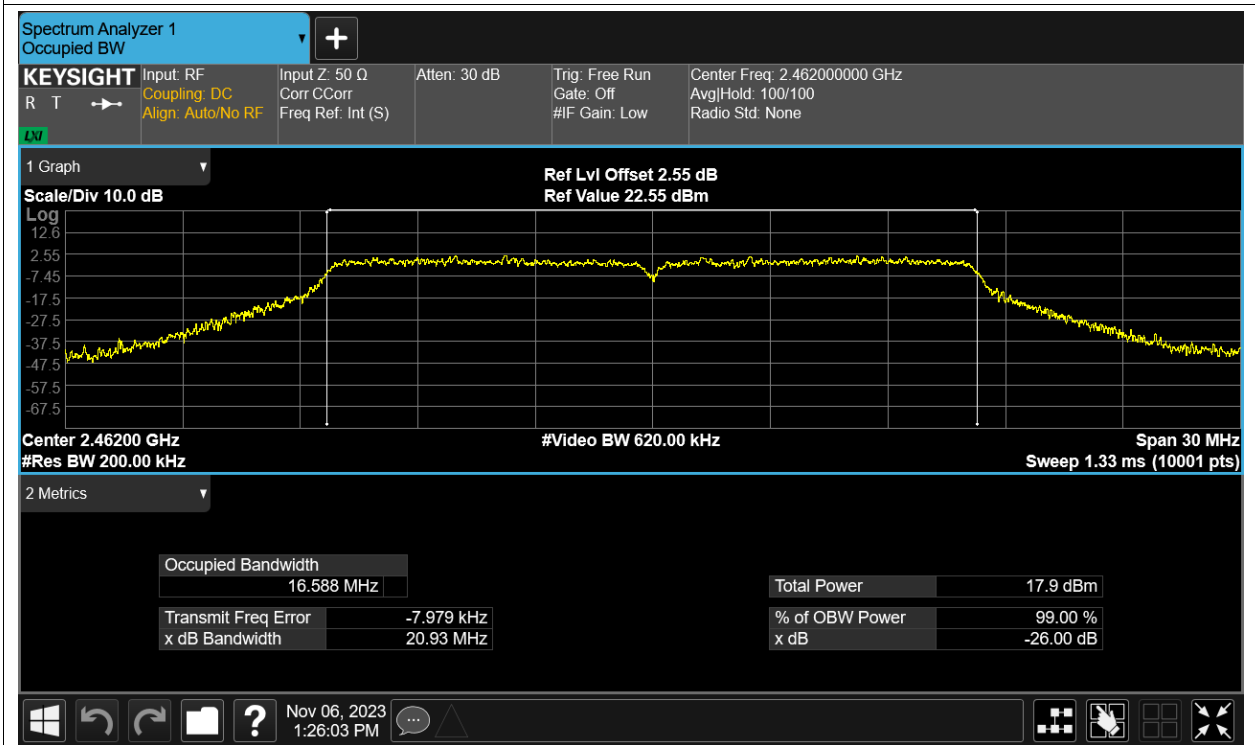 Spectrum Analyzer 1
Occupied BW
KEYSIGHT
R T
LXI
Input: RF
Coupling: DC
Align: Auto/No RF
Input Z: 50 Ω
Corr CCorr
Freq Ref: Int (S)
Atten: 30 dB
Trig: Free Run
Gate: Off
#IF Gain: Low
Center Freq: 2.462000000 GHz
Avg|Hold: 100/100
Radio Std: None
1 Graph
Scale/Div 10.0 dB
Ref Lvl Offset 2.55 dB
Ref Value 22.55 dBm
Log
12.6
2.55
-7.45
-17.5
-27.5
-37.5
-47.5
-57.5
-67.5
Center 2.46200 GHz
#Video BW 620.00 kHz
Span 30 MHz
#Res BW 200.00 kHz
Sweep 1.33 ms (10001 pts)
2 Metrics
Occupied Bandwidth
16.588 MHz
Total Power 17.9 dBm
Transmit Freq Error -7.979 kHz
% of OBW Power 99.00 %
x dB Bandwidth 20.93 MHz
x dB -26.00 dB
?
Nov 06, 2023
1:26:03 PM